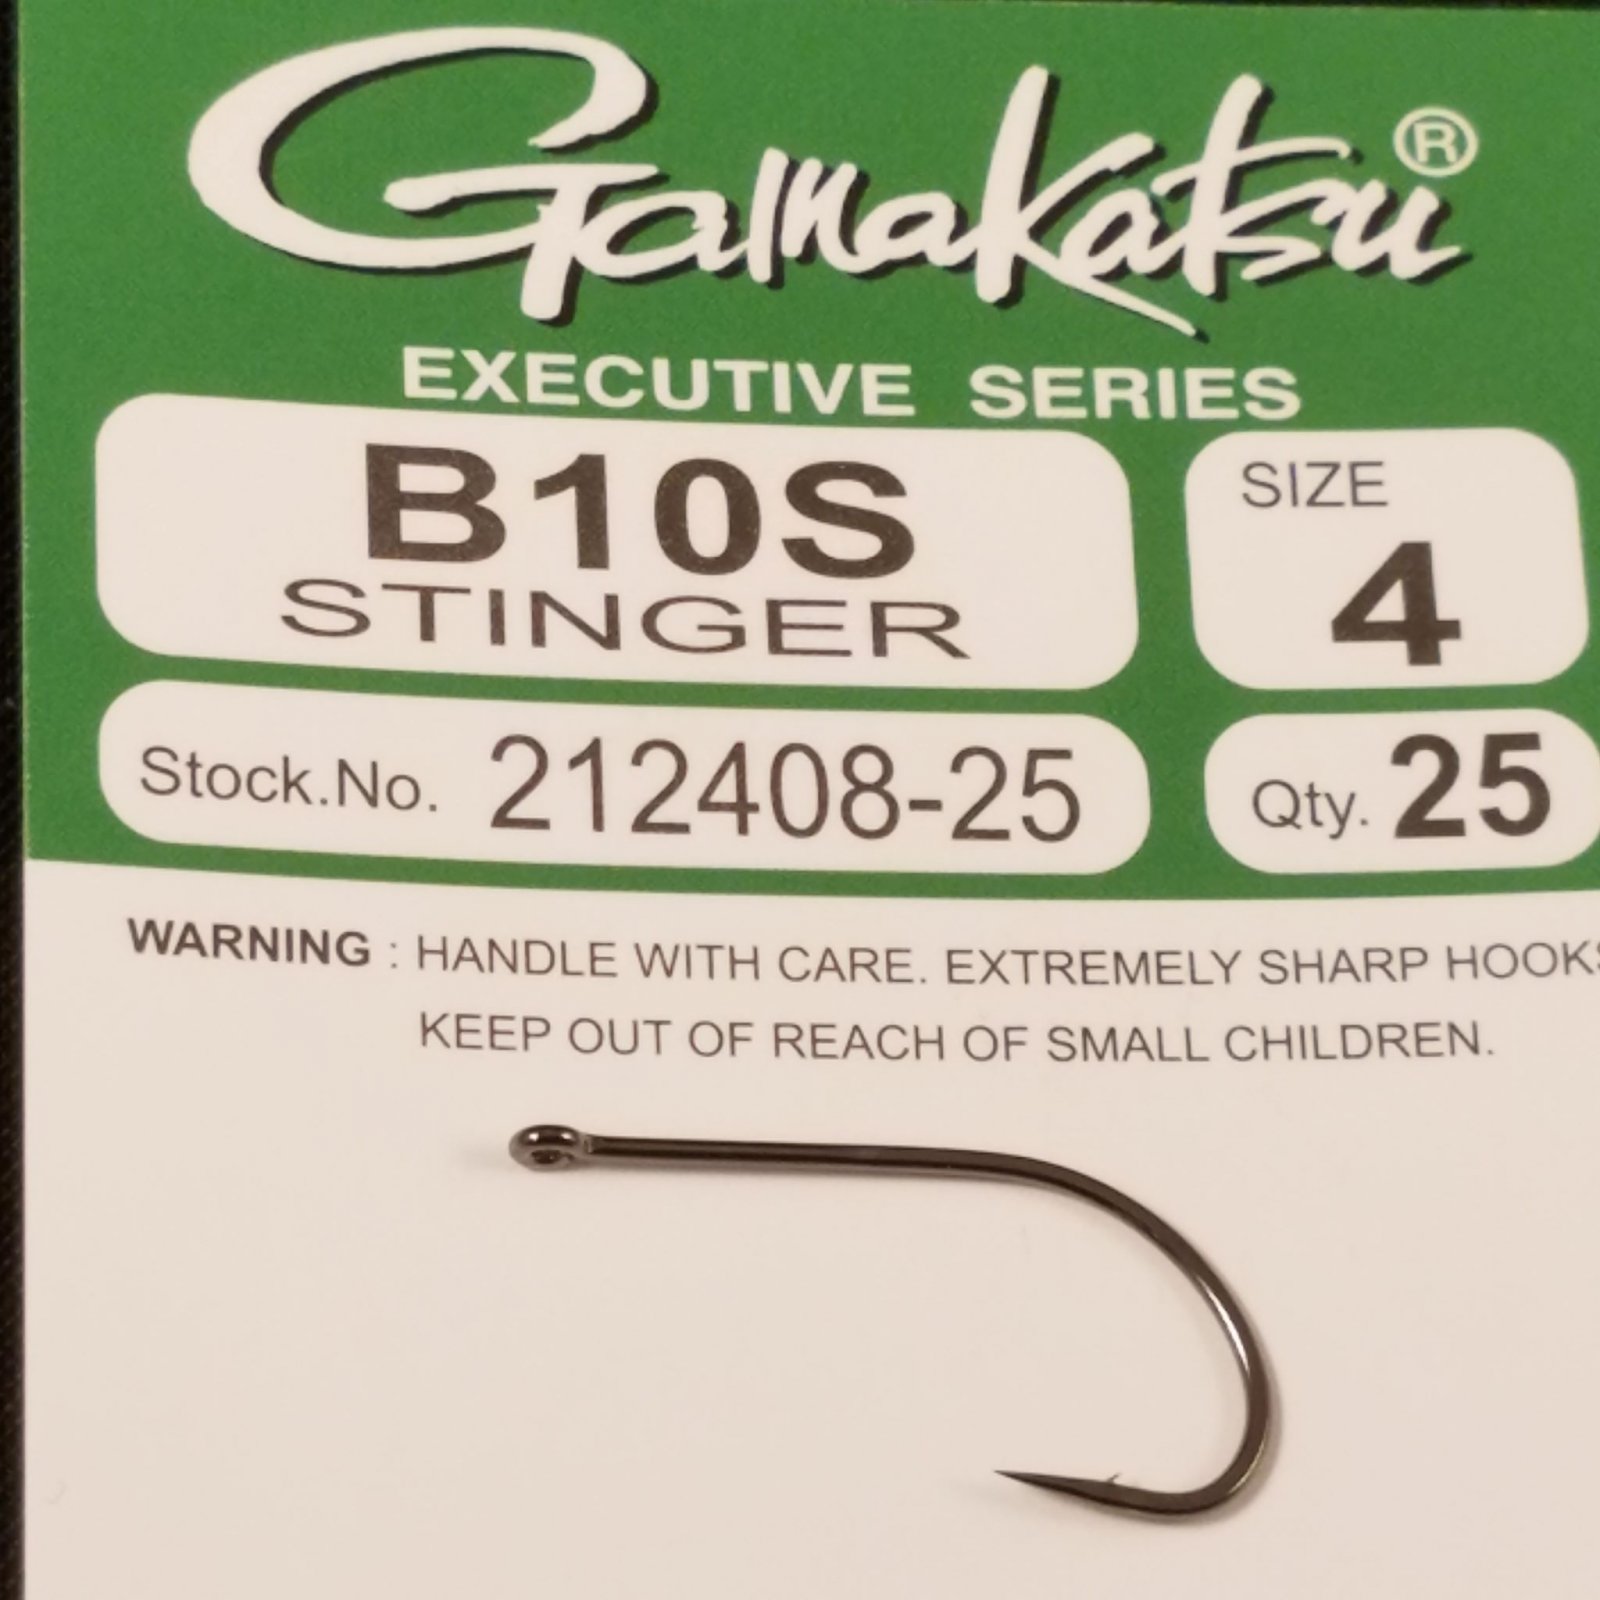 Gamakatsu®
EXECUTIVE SERIES
B10S
STINGER
SIZE
4
Stock.No. 212408-25
Qty. 25
WARNING : HANDLE WITH CARE. EXTREMELY SHARP HOOKS
KEEP OUT OF REACH OF SMALL CHILDREN.